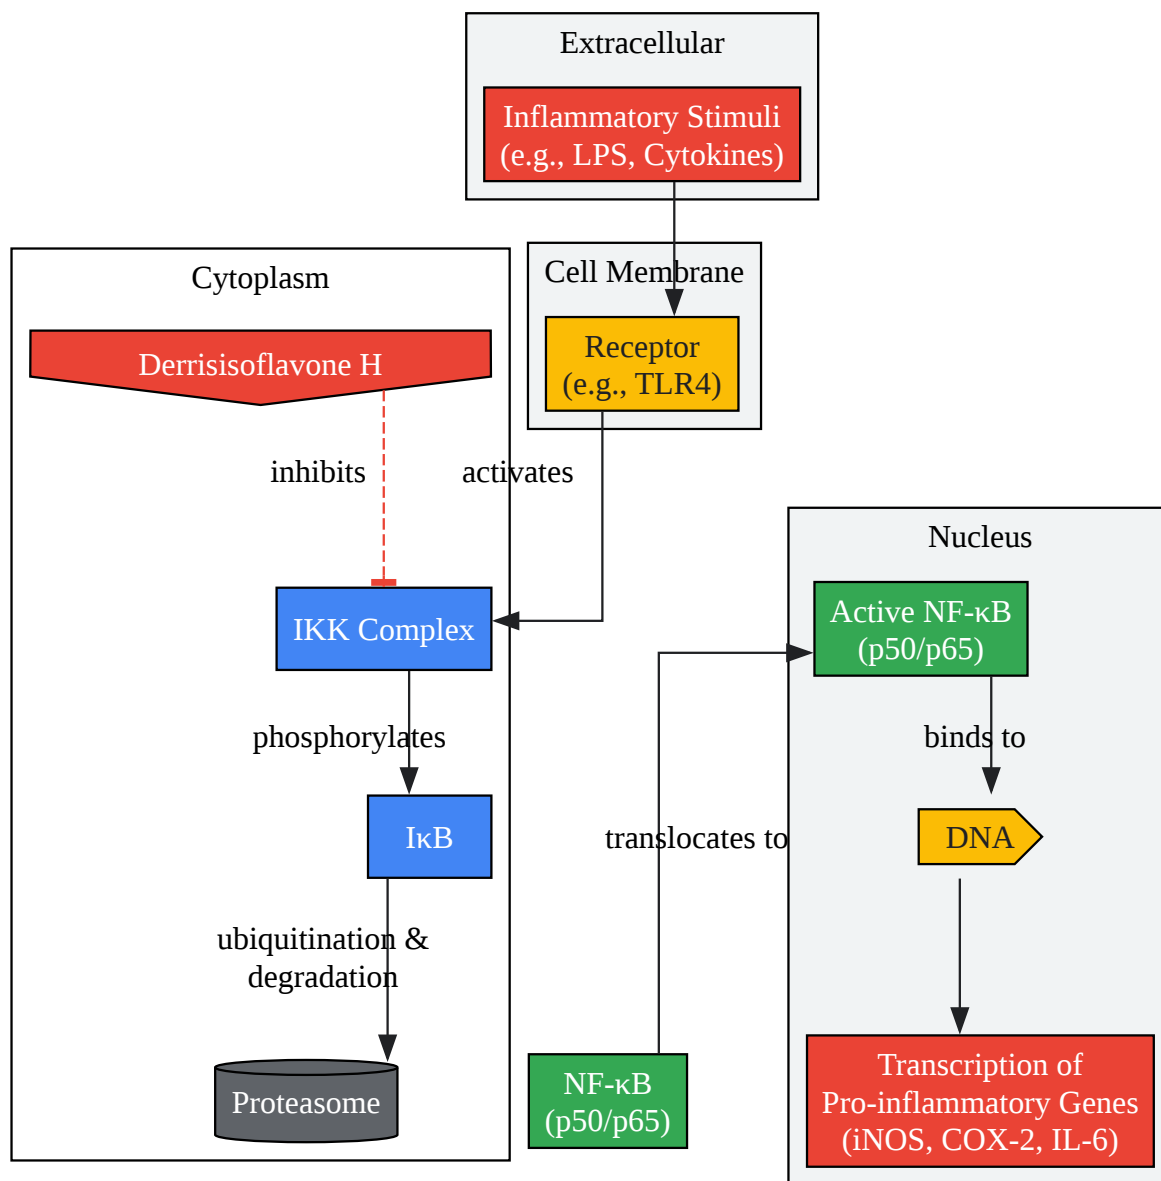 Extracellular
Inflammatory Stimuli
(e.g., LPS, Cytokines)
Cytoplasm
Cell Membrane
Derrisisoflavone H
Receptor
(e.g., TLR4)
inhibits
activates
Nucleus
IKK Complex
Active NF-κB
(p50/p65)
phosphorylates
binds to
IκB
translocates to
DNA
ubiquitination &
degradation
Proteasome
NF-κB
(p50/p65)
Transcription of
Pro-inflammatory Genes
(iNOS, COX-2, IL-6)